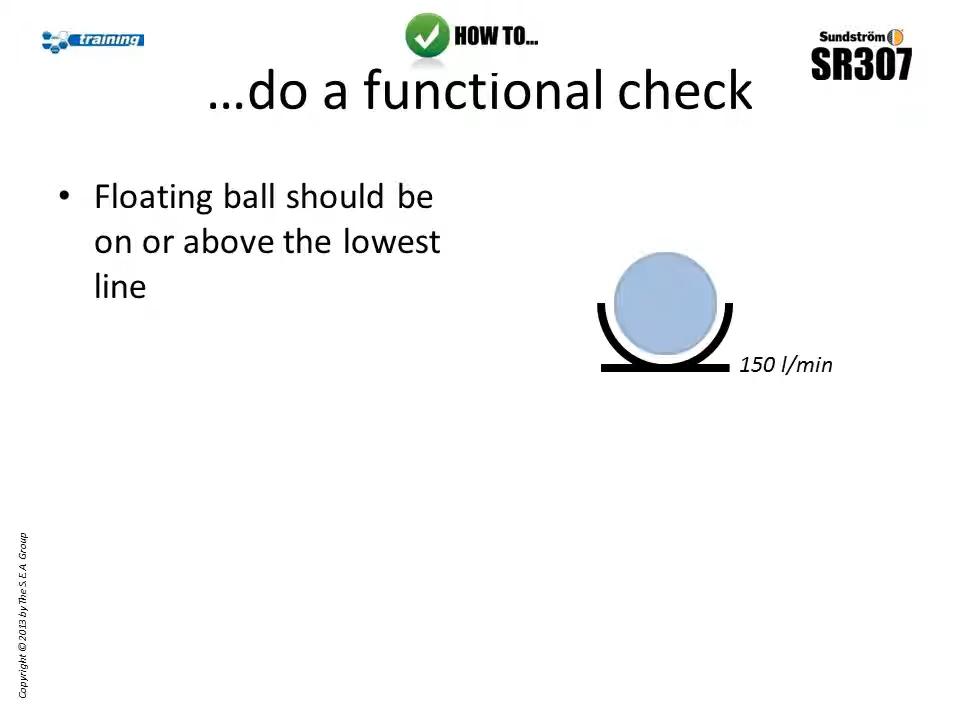 training
HOW TO...
Sundström
SR307
...do a functional check
• Floating ball should be
on or above the lowest
line
150 l/min
Copyright © 2013 by The S.E.A. Group